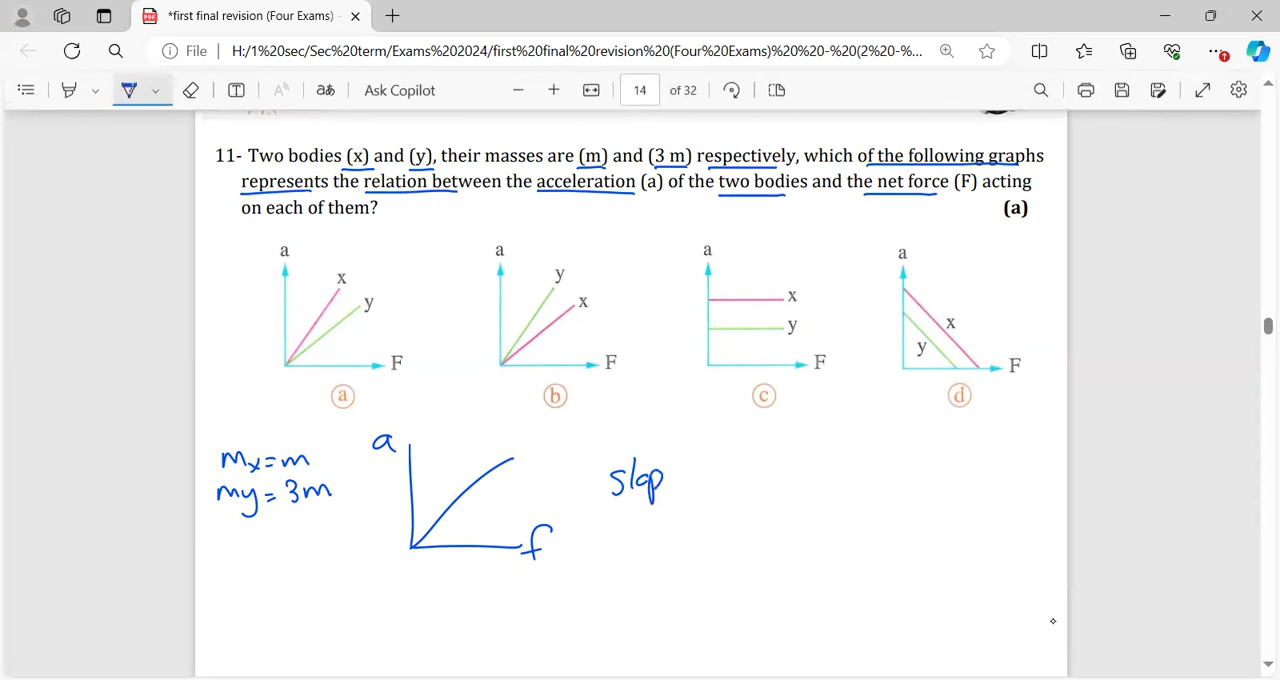 *first final revision (Four Exams) -
File
H:/1%20sec/Sec%20term/Exams%202024/first%20final%20revision%20(Four%20Exams)%20%20-%20(2%20-%...
A
aあ
Ask Copilot
14 of 32
11- Two bodies (x) and (y), their masses are (m) and (3 m) respectively, which of the following graphs
represents the relation between the acceleration (a) of the two bodies and the net force (F) acting
on each of them? (a)
a x y F a
a y x F b
a x y F c
a x y F d
mx = m
my = 3m
a
f
slop